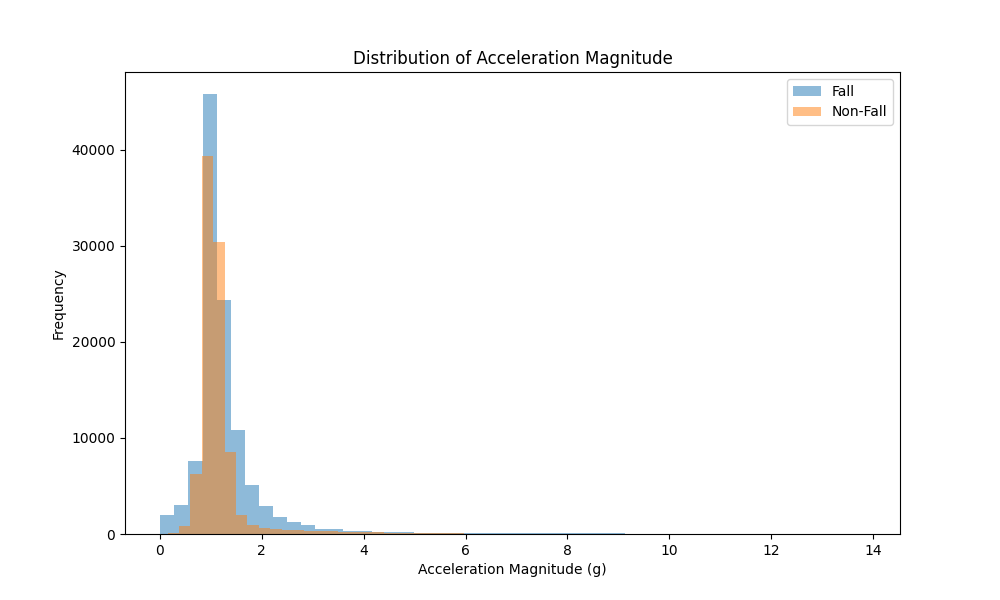 Distribution of Acceleration Magnitude
Fall
Non-Fall
Frequency
40000
30000
20000
10000
0
0 2 4 6 8 10 12 14
Acceleration Magnitude (g)